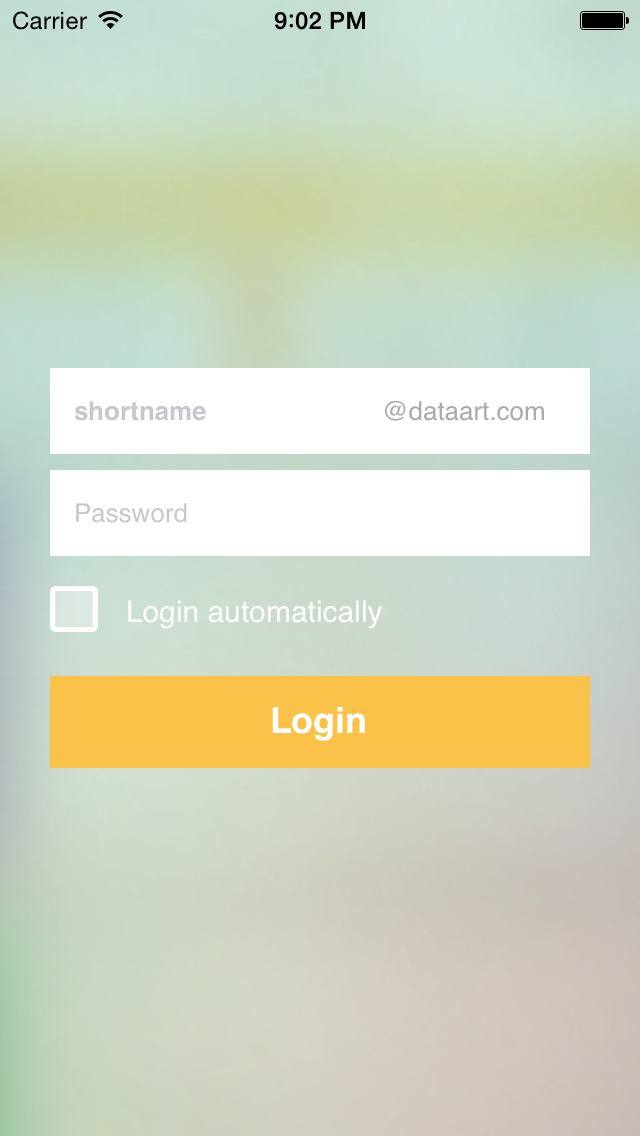 Carrier 9:02 PM
shortname @dataart.com
Password
Login automatically
Login